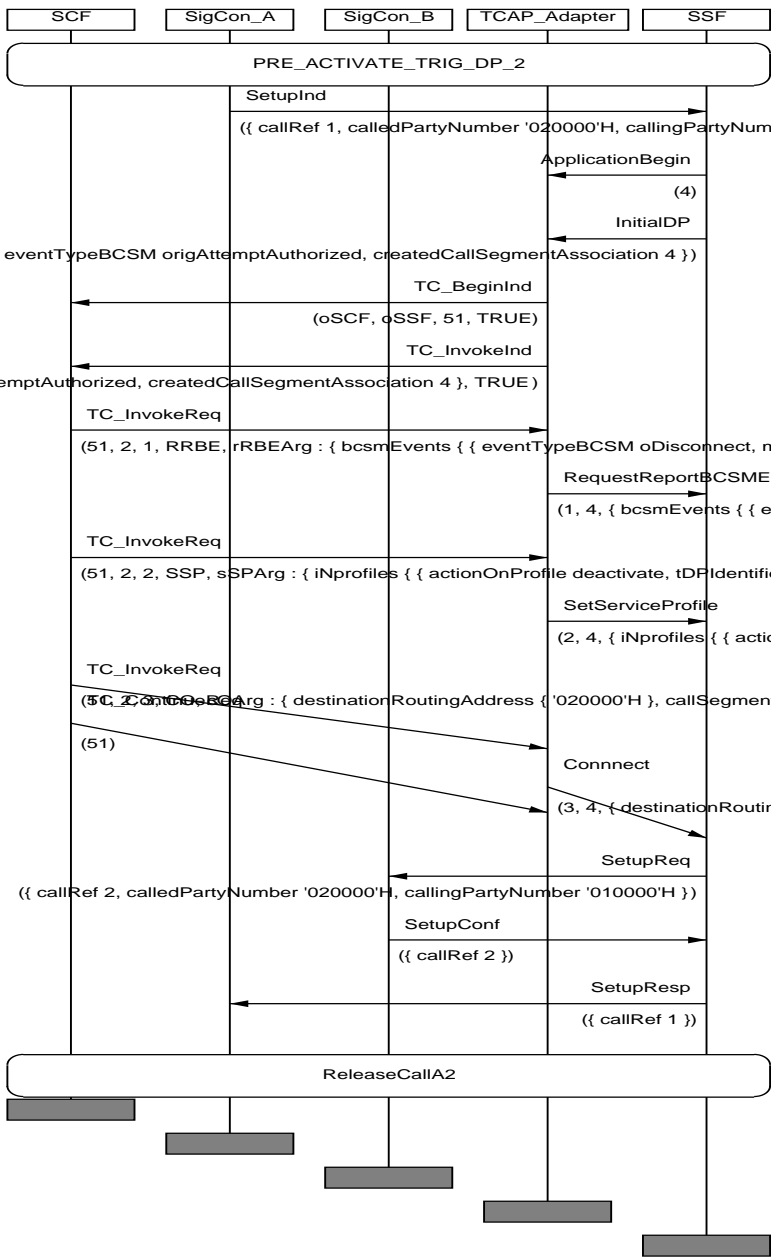 SCF SigCon_A SigCon_B TCAP_Adapter SSF
PRE_ACTIVATE_TRIG_DP_2
SetupInd
({ callRef 1, calledPartyNumber '020000'H, callingPartyNum
ApplicationBegin
(4)
InitialDP
eventTypeBCSM origAttemptAuthorized, createdCallSegmentAssociation 4 })
TC_BeginInd
(oSCF, oSSF, 51, TRUE)
TC_InvokeInd
emptAuthorized, createdCallSegmentAssociation 4 }, TRUE )
TC_InvokeReq
(51, 2, 1, RRBE, rRBEArg : { bcsmEvents { { eventTypeBCSM oDisconnect, m
RequestReportBCSME
(1, 4, { bcsmEvents { { e
TC_InvokeReq
(51, 2, 2, SSP, sSPArg : { iNprofiles { { actionOnProfile deactivate, tDPIdentifie
SetServiceProfile
(2, 4, { iNprofiles { { actio
TC_InvokeReq
Arg : { destinationRoutingAddress { '020000'H }, callSegment
(51)
Connnect
(3, 4, { destinationRoutin
SetupReq
({ callRef 2, calledPartyNumber '020000'H, callingPartyNumber '010000'H })
SetupConf
({ callRef 2 })
SetupResp
({ callRef 1 })
ReleaseCallA2